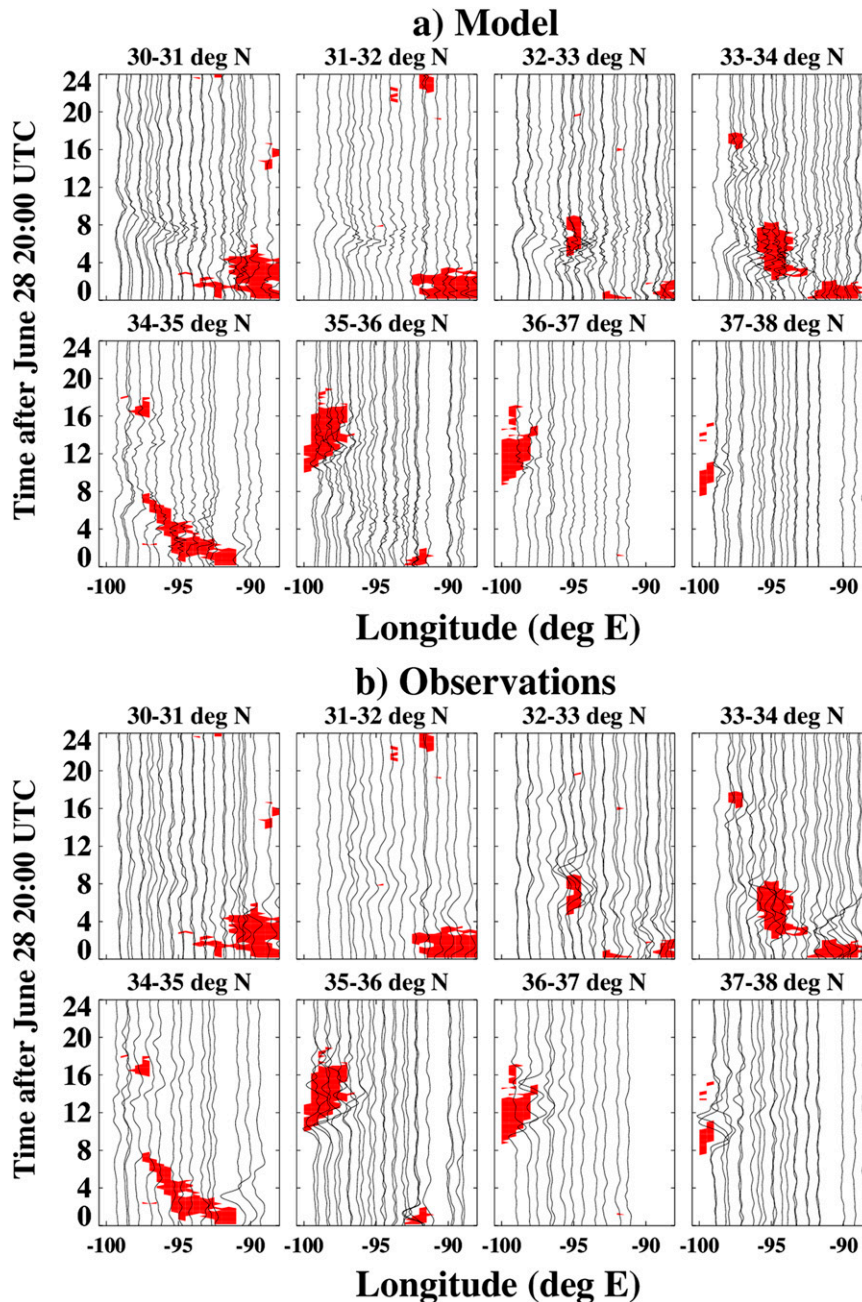 a) Model
30-31 deg N 31-32 deg N 32-33 deg N 33-34 deg N
24
20
16
12
8
4
0
34-35 deg N 35-36 deg N 36-37 deg N 37-38 deg N
24
20
16
12
8
4
0
Time after June 28 20:00 UTC
-100 -95 -90 -100 -95 -90 -100 -95 -90 -100 -95 -90
Longitude (deg E)
b) Observations
30-31 deg N 31-32 deg N 32-33 deg N 33-34 deg N
24
20
16
12
8
4
0
34-35 deg N 35-36 deg N 36-37 deg N 37-38 deg N
24
20
16
12
8
4
0
Time after June 28 20:00 UTC
-100 -95 -90 -100 -95 -90 -100 -95 -90 -100 -95 -90
Longitude (deg E)